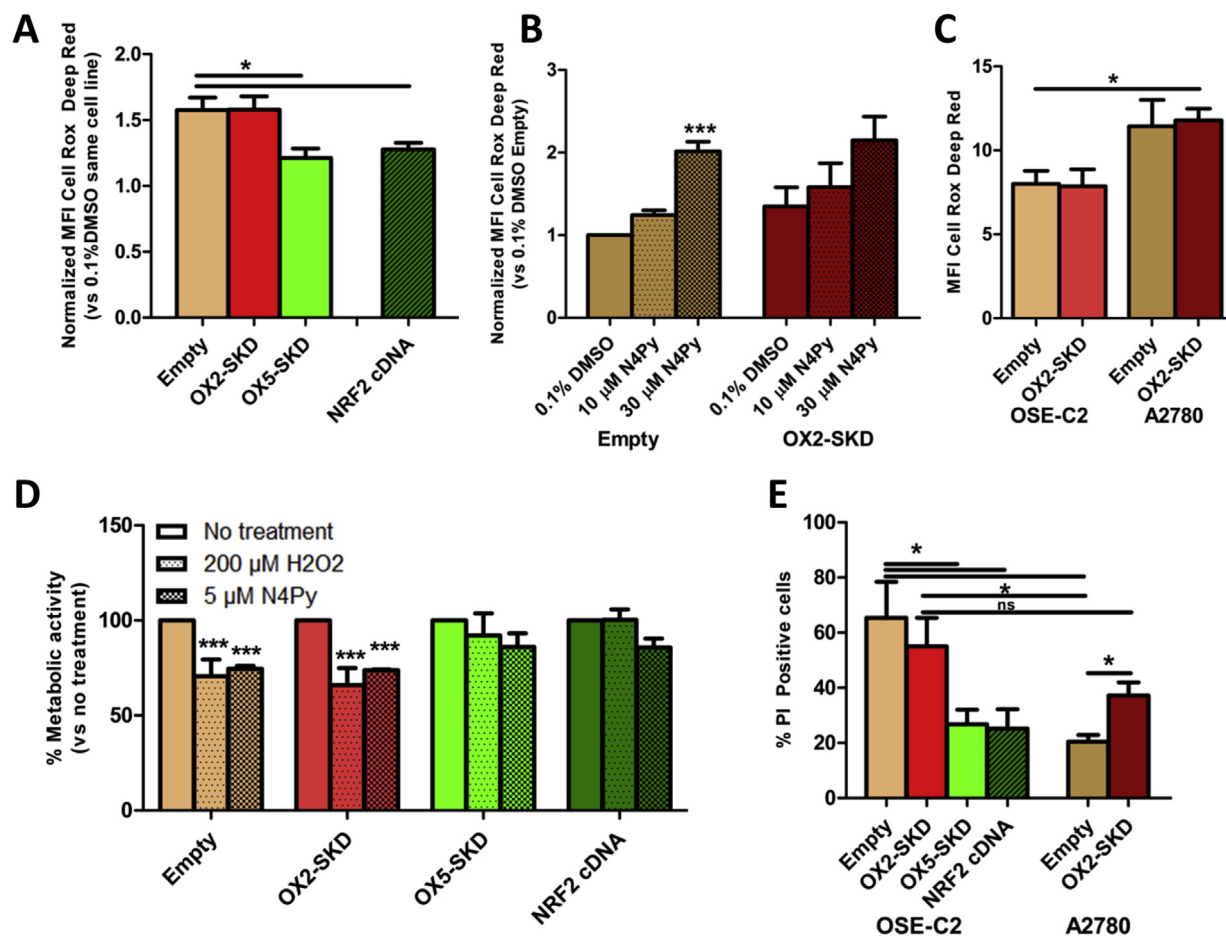 A
Normalized MFI Cell Rox Deep Red
(vs 0.1%DMSO same cell line)
2.0
1.5
1.0
0.5
0.0
*
Empty
OX2-SKD
OX5-SKD
NRF2 cDNA
B
Normalized MFI Cell Rox Deep Red
(vs 0.1% DMSO Empty)
3
2
1
0
***
0.1% DMSO
10 µM N4Py
30 µM N4Py
0.1% DMSO
10 µM N4Py
30 µM N4Py
Empty
OX2-SKD
C
MFI Cell Rox Deep Red
15
10
5
0
*
Empty
OX2-SKD
Empty
OX2-SKD
OSE-C2
A2780
D
% Metabolic activity
(vs no treatment)
150
100
50
0
No treatment
200 µM H2O2
5 µM N4Py
*** ***
*** ***
Empty
OX2-SKD
OX5-SKD
NRF2 cDNA
E
% PI Positive cells
100
80
60
40
20
0
*
*
ns
*
Empty
OX2-SKD
OX5-SKD
NRF2 cDNA
Empty
OX2-SKD
OSE-C2
A2780